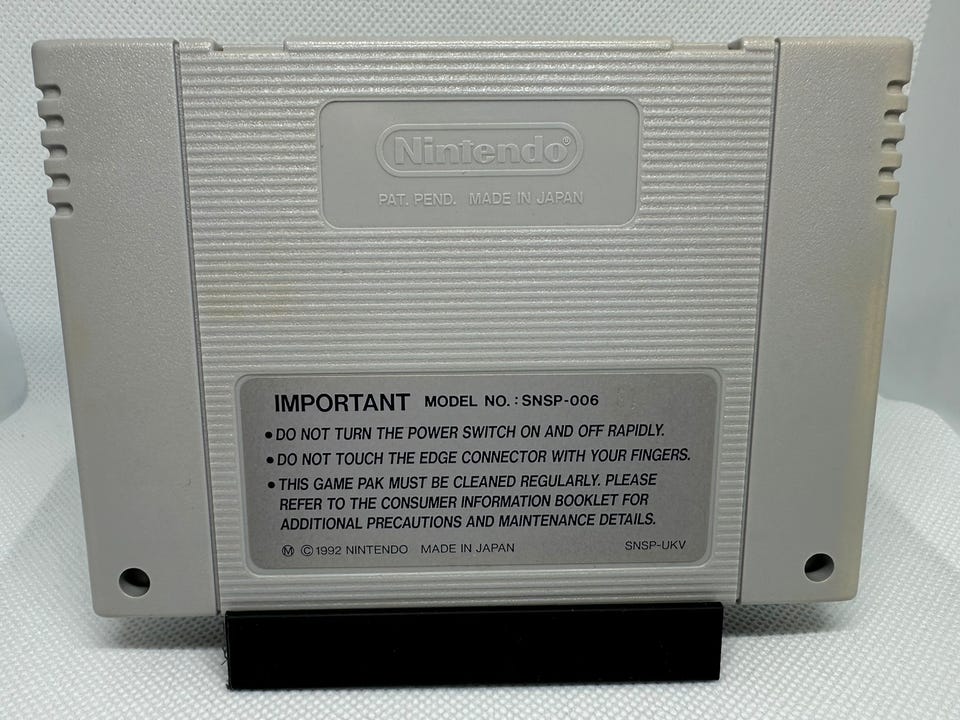 Nintendo®
PAT. PEND. MADE IN JAPAN
IMPORTANT MODEL NO. : SNSP-006
• DO NOT TURN THE POWER SWITCH ON AND OFF RAPIDLY.
• DO NOT TOUCH THE EDGE CONNECTOR WITH YOUR FINGERS.
• THIS GAME PAK MUST BE CLEANED REGULARLY. PLEASE
REFER TO THE CONSUMER INFORMATION BOOKLET FOR
ADDITIONAL PRECAUTIONS AND MAINTENANCE DETAILS.
Ⓜ © 1992 NINTENDO MADE IN JAPAN SNSP-UKV